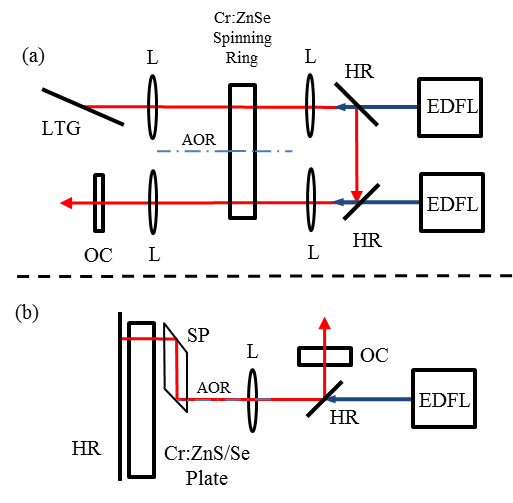 Cr:ZnSe
Spinning
Ring
(a)
L
L
HR
LTG
EDFL
AOR
EDFL
OC
L
L
HR
(b)
SP
L
OC
AOR
HR
EDFL
HR
Cr:ZnS/Se
Plate